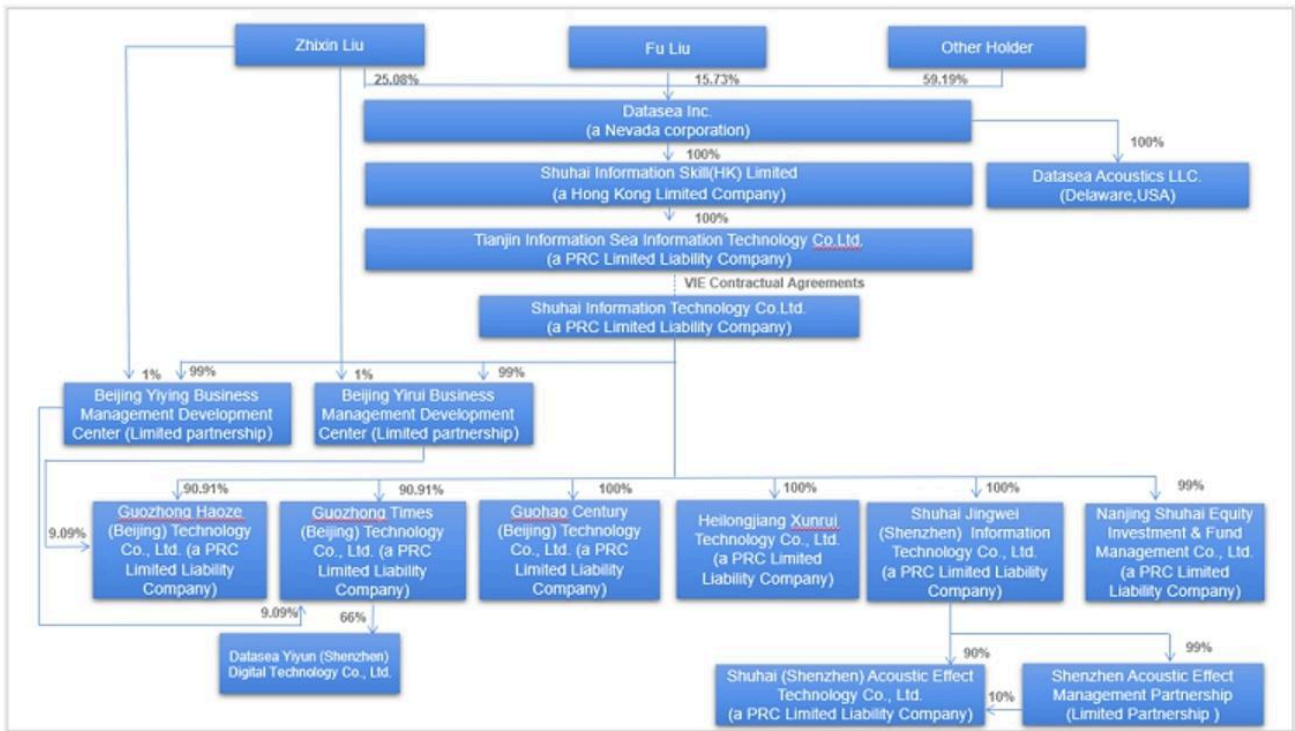 Zhixin Liu
Fu Liu
Other Holder
25.08%
15.73%
59.19%
Datasea Inc.
(a Nevada corporation)
100%
100%
Shuhai Information Skill(HK) Limited
(a Hong Kong Limited Company)
Datasea Acoustics LLC.
(Delaware,USA)
100%
Tianjin Information Sea Information Technology Co.Ltd.
(a PRC Limited Liability Company)
VIE Contractual Agreements
Shuhai Information Technology Co.Ltd.
(a PRC Limited Liability Company)
1%
99%
1%
99%
Beijing Yiying Business
Management Development
Center (Limited partnership)
Beijing Yirui Business
Management Development
Center (Limited partnership)
90.91%
90.91%
100%
100%
100%
99%
9.09%
Guozhong Haoze
(Beijing) Technology
Co., Ltd. (a PRC
Limited Liability
Company)
Guozhong Times
(Beijing) Technology
Co., Ltd. (a PRC
Limited Liability
Company)
Guohao Century
(Beijing) Technology
Co., Ltd. (a PRC
Limited Liability
Company)
Heilongjiang Xunrui
Technology Co., Ltd.
(a PRC Limited
Liability Company)
Shuhai Jingwei
(Shenzhen) Information
Technology Co., Ltd.
(a PRC Limited Liability
Company)
Nanjing Shuhai Equity
Investment & Fund
Management Co., Ltd.
(a PRC Limited
Liability Company)
9.09%
66%
Datasea Yiyun (Shenzhen)
Digital Technology Co., Ltd.
90%
99%
Shuhai (Shenzhen) Acoustic Effect
Technology Co., Ltd.
(a PRC Limited Liability Company)
10%
Shenzhen Acoustic Effect
Management Partnership
(Limited Partnership )